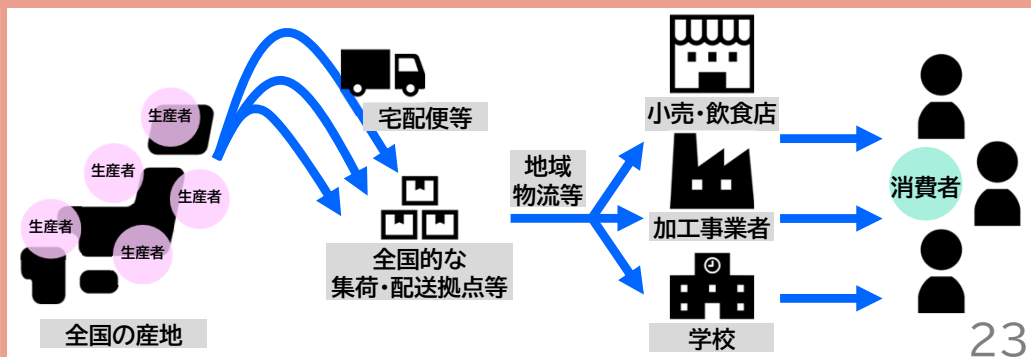 生産者
生産者
生産者
生産者
生産者
全国の産地
宅配便等
全国的な
集荷・配送拠点等
地域
物流等
小売・飲食店
加工事業者
学校
消費者
23